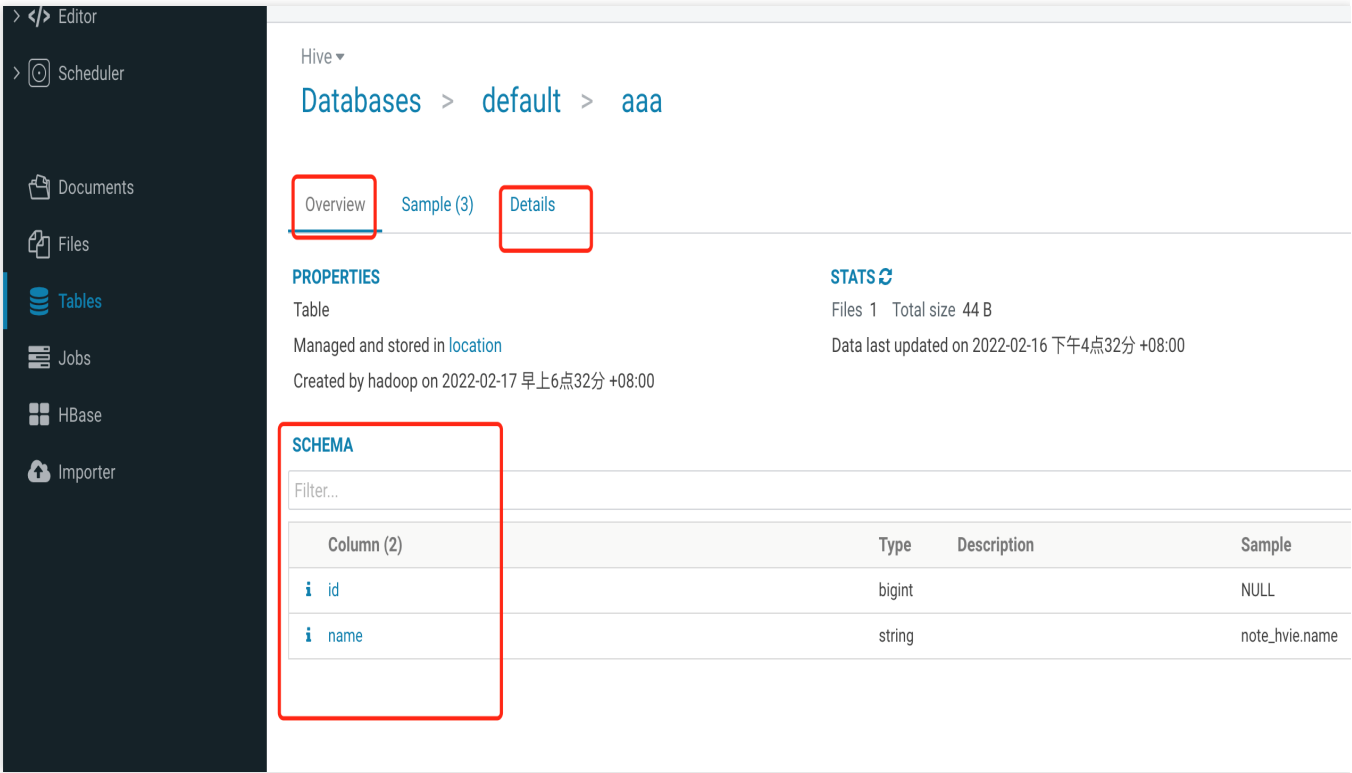 Editor
Scheduler
Documents
Files
Tables
Jobs
HBase
Importer
Hive
Databases > default > aaa
Overview Sample (3) Details
PROPERTIES
Table
Managed and stored in location
Created by hadoop on 2022-02-17 早上6点32分 +08:00
STATS
Files 1 Total size 44 B
Data last updated on 2022-02-16 下午4点32分 +08:00
SCHEMA
Filter...
Column (2) Type Description Sample
id bigint NULL
name string note_hvie.name